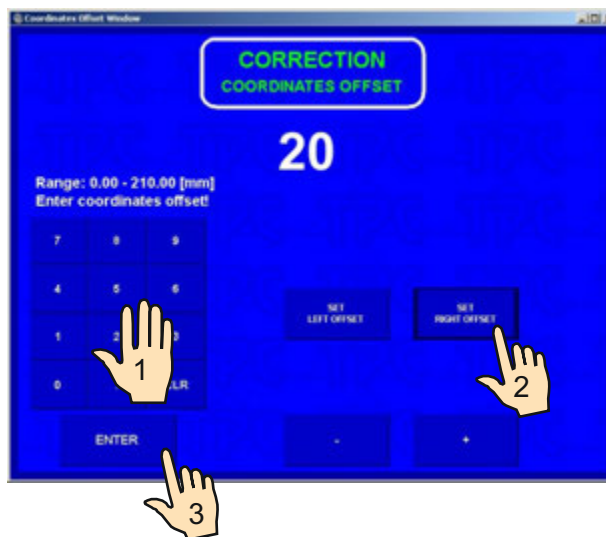 Coordinates Offset Window
CORRECTION
COORDINATES OFFSET
20
Range: 0.00 - 210.00 [mm]
Enter coordinates offset!
7 8 9
4 5 6
1 2 3
0 CLR
SET
LEFT OFFSET
SET
RIGHT OFFSET
ENTER - +
1
2
3